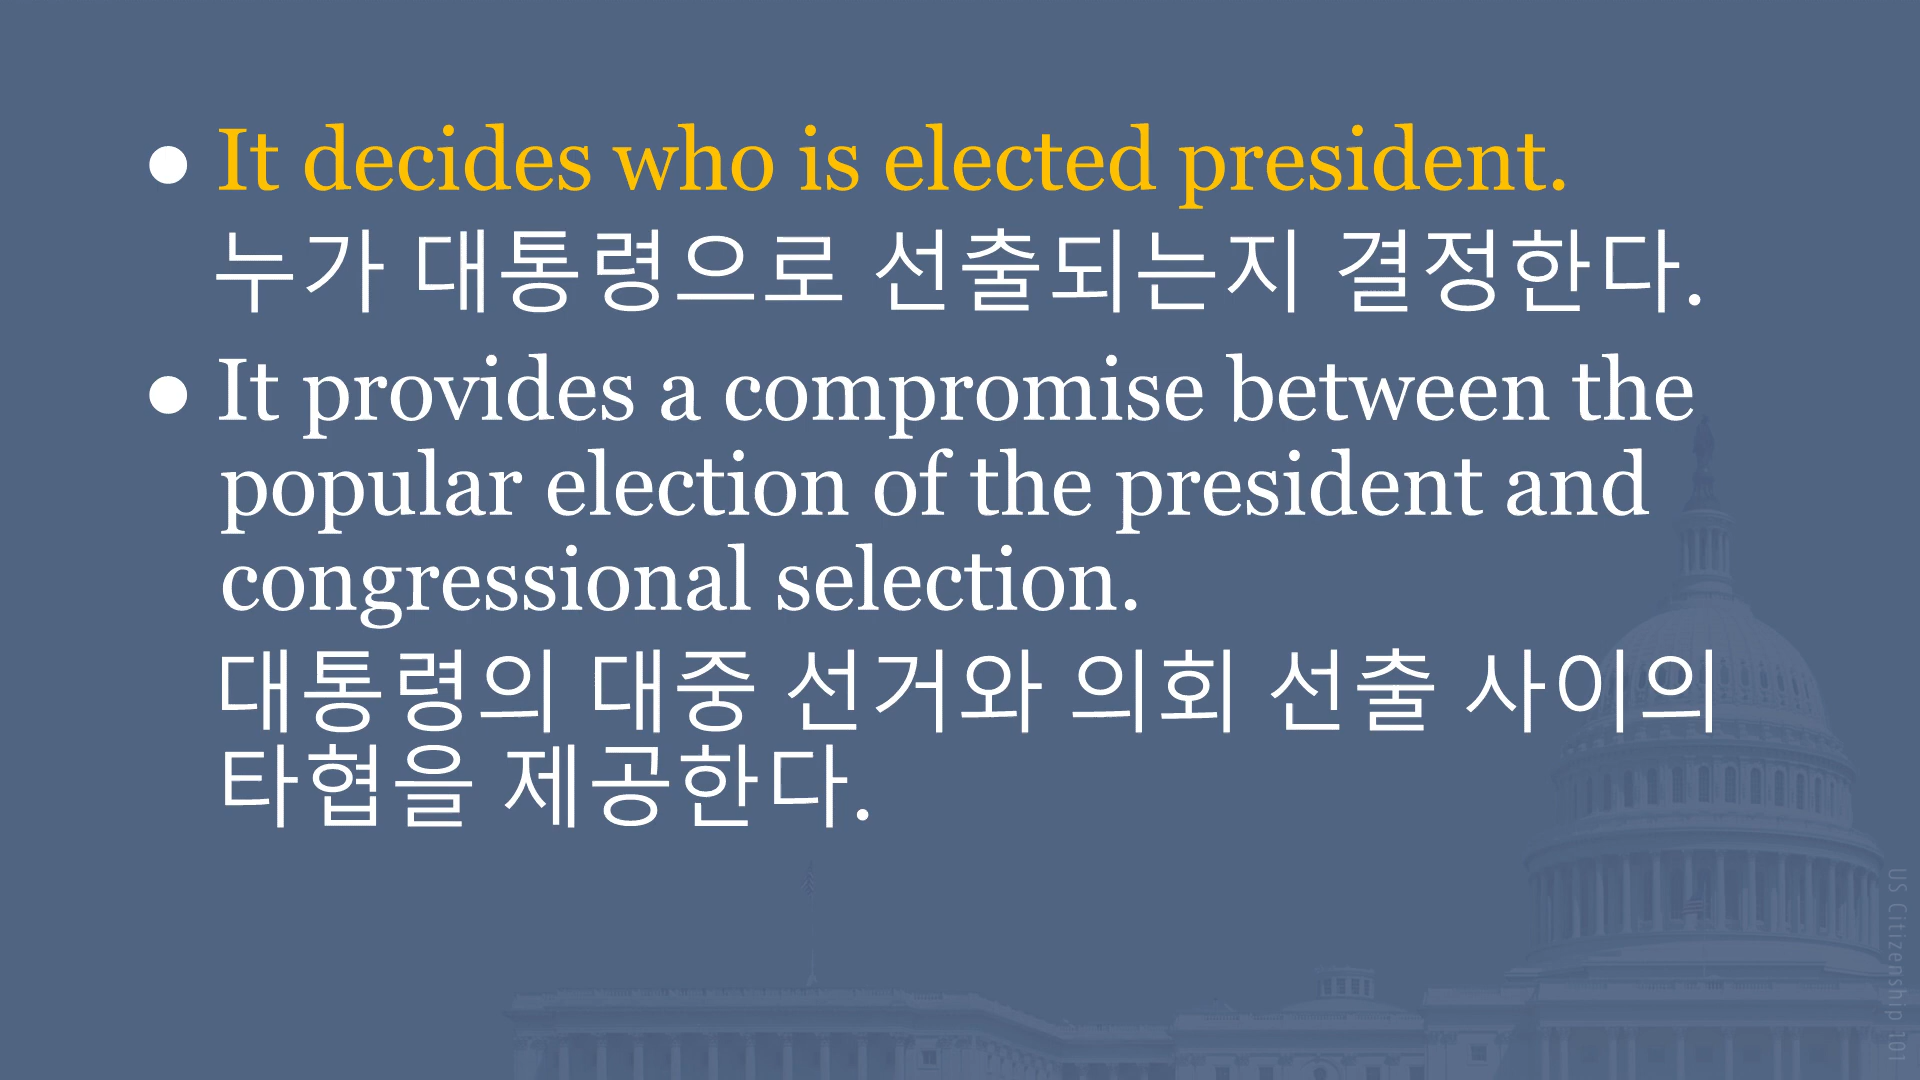 ● It decides who is elected president.
누가 대통령으로 선출되는지 결정한다.
● It provides a compromise between the
popular election of the president and
congressional selection.
대통령의 대중 선거와 의회 선출 사이의
타협을 제공한다.
US Citizenship 101